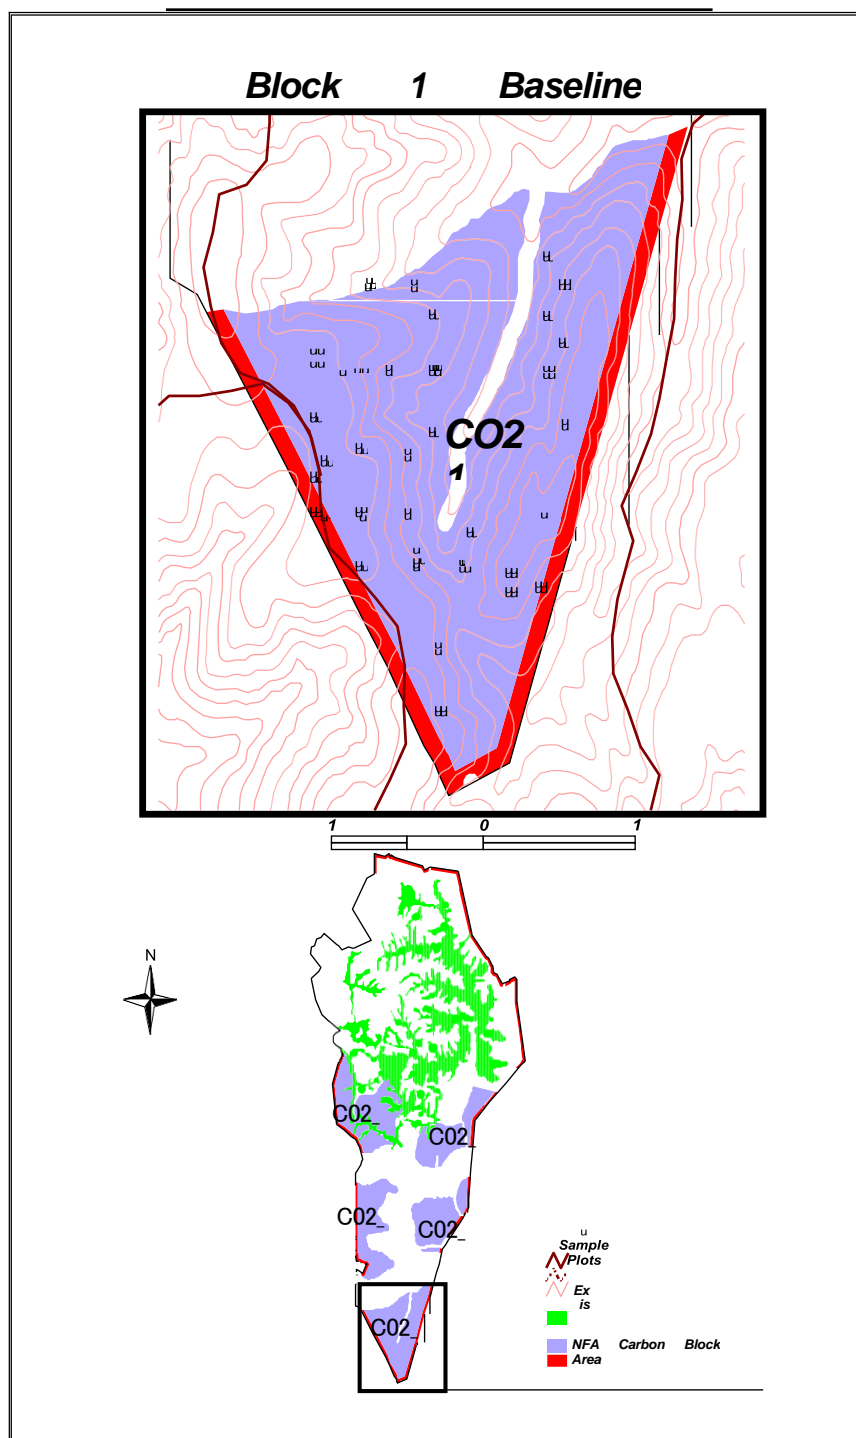 Block 1 Baseline
CO2
1
1 0 1
N
C02_
C02_
C02_
C02_
C02_
u
Sample
Plots
Ex
is
NFA Carbon Block
Area